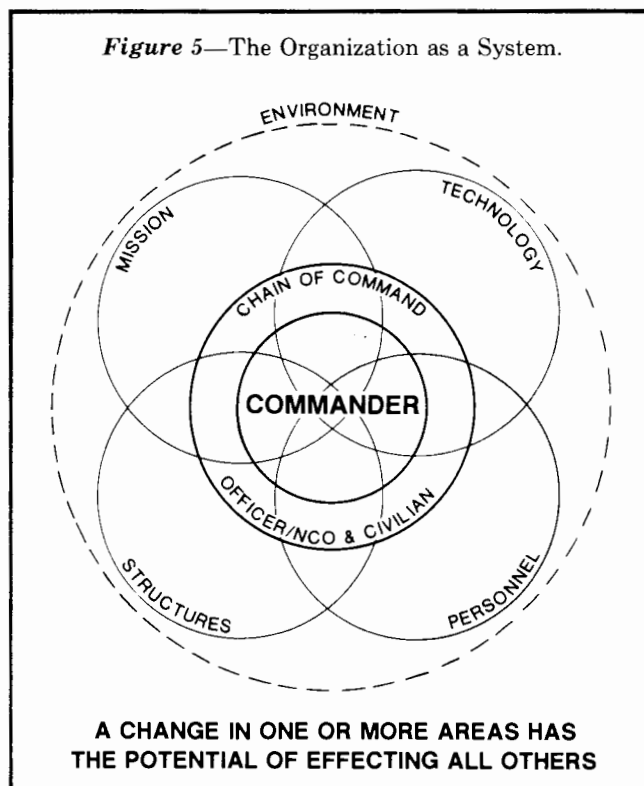 Figure 5—The Organization as a System.
ENVIRONMENT
MISSION
TECHNOLOGY
CHAIN OF COMMAND
COMMANDER
OFFICER/NCO & CIVILIAN
STRUCTURES
PERSONNEL
A CHANGE IN ONE OR MORE AREAS HAS
THE POTENTIAL OF EFFECTING ALL OTHERS